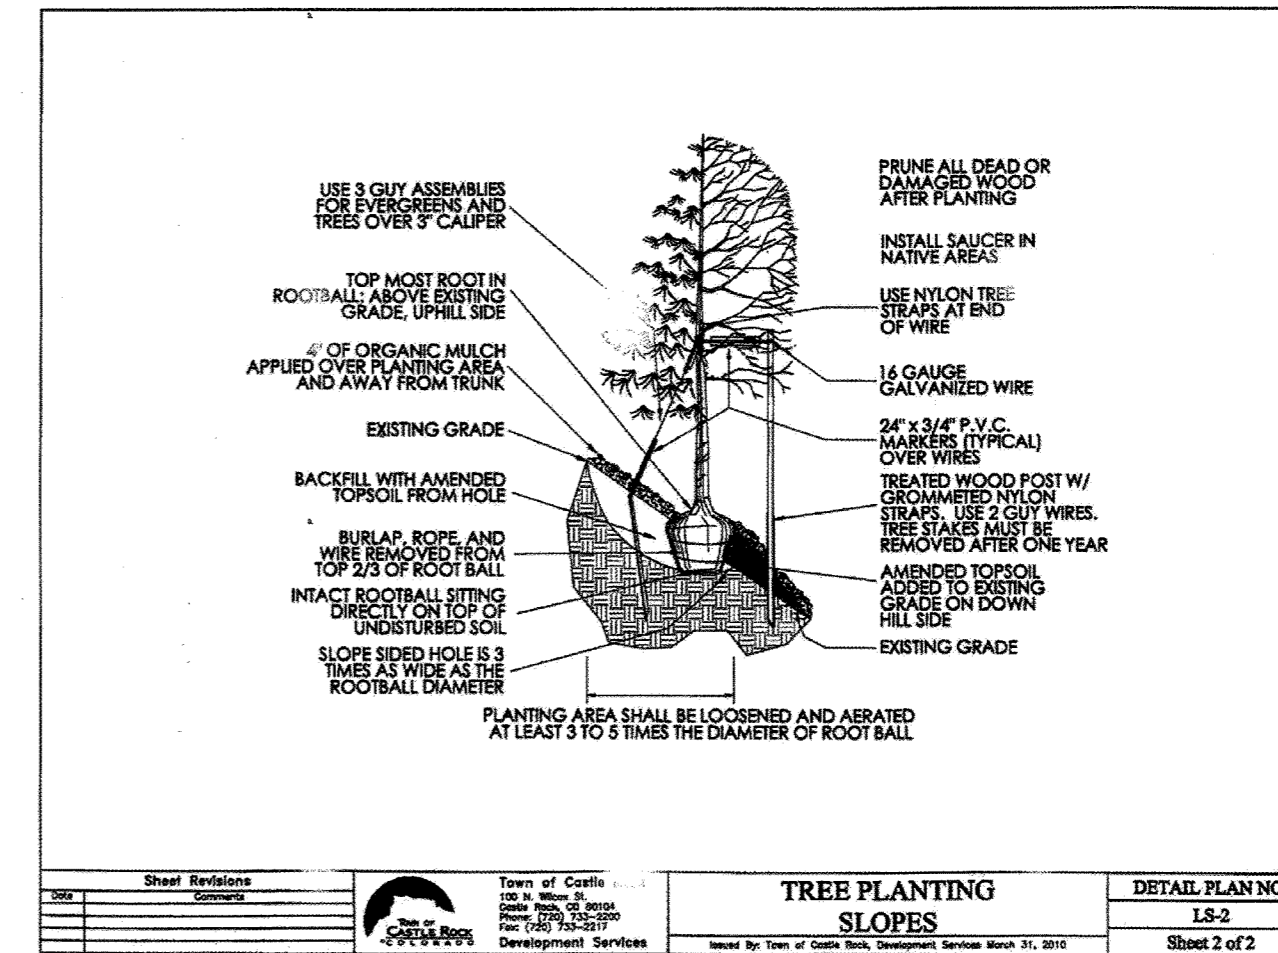 USE 3 GUY ASSEMBLIES
FOR EVERGREENS AND
TREES OVER 3" CALIPER
TOP MOST ROOT IN
ROOTBALL; ABOVE EXISTING
GRADE, UPHILL SIDE
4" OF ORGANIC MULCH
APPLIED OVER PLANTING AREA
AND AWAY FROM TRUNK
EXISTING GRADE
BACKFILL WITH AMENDED
TOPSOIL FROM HOLE
BURLAP, ROPE, AND
WIRE REMOVED FROM
TOP 2/3 OF ROOT BALL
INTACT ROOTBALL SITTING
DIRECTLY ON TOP OF
UNDISTURBED SOIL
SLOPE SIDED HOLE IS 3
TIMES AS WIDE AS THE
ROOTBALL DIAMETER
PRUNE ALL DEAD OR
DAMAGED WOOD
AFTER PLANTING
INSTALL SAUCER IN
NATIVE AREAS
USE NYLON TREE
STRAPS AT END
OF WIRE
16 GAUGE
GALVANIZED WIRE
24" x 3/4" P.V.C.
MARKERS (TYPICAL)
OVER WIRES
TREATED WOOD POST W/
GROMMETED NYLON
STRAPS. USE 2 GUY WIRES.
TREE STAKES MUST BE
REMOVED AFTER ONE YEAR
AMENDED TOPSOIL
ADDED TO EXISTING
GRADE ON DOWN
HILL SIDE
EXISTING GRADE
PLANTING AREA SHALL BE LOOSENED AND AERATED
AT LEAST 3 TO 5 TIMES THE DIAMETER OF ROOT BALL
Sheet Revisions
Date Comments
TOWN OF
CASTLE ROCK
COLORADO
Town of Castle
100 N. Wilcox St.
Castle Rock, CO 80104
Phone: (720) 733-2200
Fax: (720) 733-2217
Development Services
TREE PLANTING
SLOPES
Issued By: Town of Castle Rock, Development Services March 31, 2010
DETAIL PLAN NO
LS-2
Sheet 2 of 2